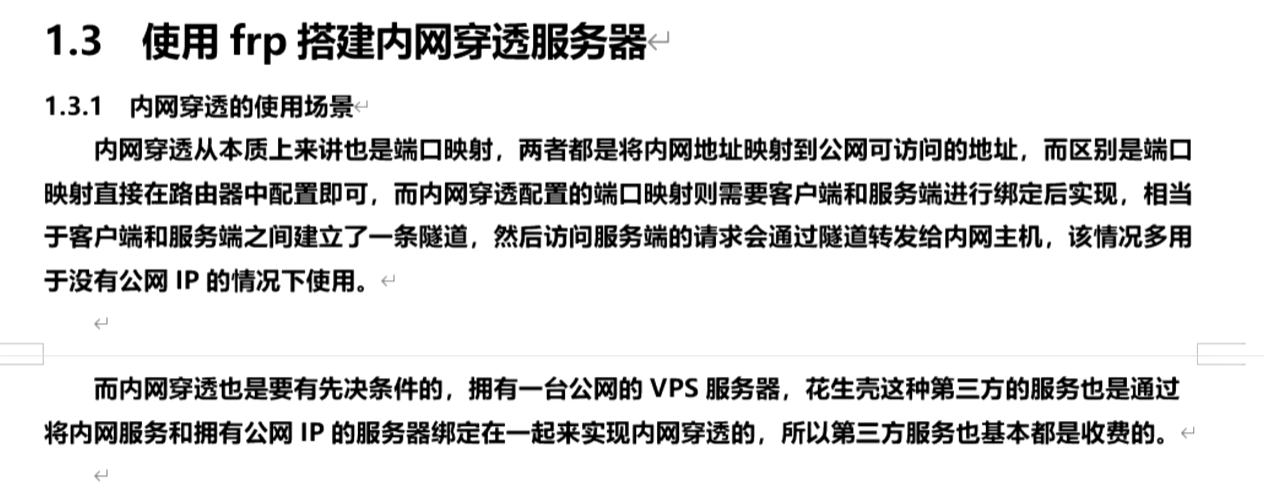 1.3 使用 frp 搭建内网穿透服务器
1.3.1 内网穿透的使用场景
内网穿透从本质上来讲也是端口映射，两者都是将内网地址映射到公网可访问的地址，而区别是端口
映射直接在路由器中配置即可，而内网穿透配置的端口映射则需要客户端和服务端进行绑定后实现，相当
于客户端和服务端之间建立了一条隧道，然后访问服务端的请求会通过隧道转发给内网主机，该情况多用
于没有公网 IP 的情况下使用。
而内网穿透也是要有先决条件的，拥有一台公网的 VPS 服务器，花生壳这种第三方的服务也是通过
将内网服务和拥有公网 IP 的服务器绑定在一起来实现内网穿透的，所以第三方服务也基本都是收费的。